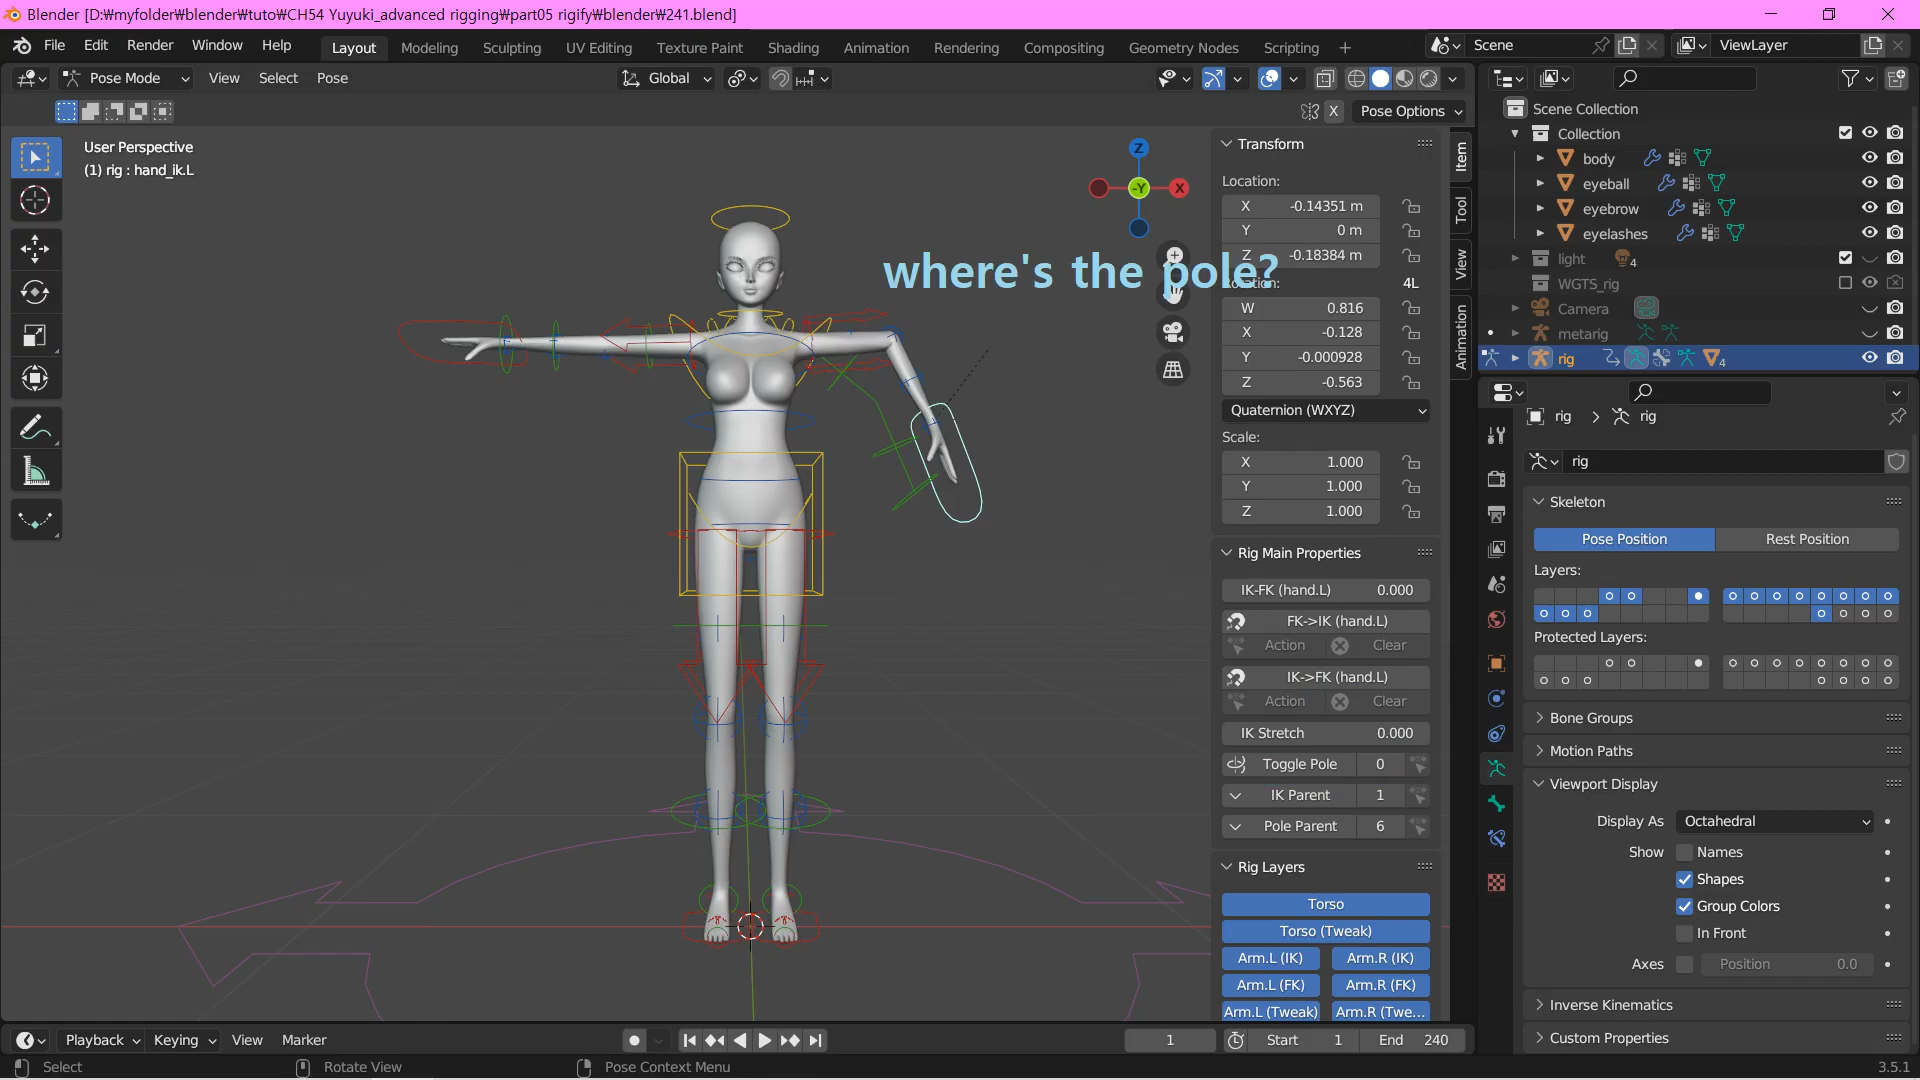 Blender [D:₩myfolder₩blender₩tuto₩CH54 Yuyuki_advanced rigging₩part05 rigify₩blender₩241.blend]
File Edit Render Window Help
Layout Modeling Sculpting UV Editing Texture Paint Shading Animation Rendering Compositing Geometry Nodes Scripting +
Scene
ViewLayer
Pose Mode View Select Pose
Global
X Pose Options
User Perspective
(1) rig : hand_ik.L
Z
-Y
X
where's the pole?
Transform
Location:
X -0.14351 m
Y 0 m
Z -0.18384 m
Rotation: 4L
W 0.816
X -0.128
Y -0.000928
Z -0.563
Quaternion (WXYZ)
Scale:
X 1.000
Y 1.000
Z 1.000
Rig Main Properties
IK-FK (hand.L) 0.000
FK->IK (hand.L)
Action Clear
IK->FK (hand.L)
Action Clear
IK Stretch 0.000
Toggle Pole 0
IK Parent 1
Pole Parent 6
Rig Layers
Torso
Torso (Tweak)
Arm.L (IK) Arm.R (IK)
Arm.L (FK) Arm.R (FK)
Arm.L (Tweak) Arm.R (Twe...
Item
Tool
View
Animation
Scene Collection
Collection
body
eyeball
eyebrow
eyelashes
light 4
WGTS_rig
Camera
metarig
rig 4
rig > rig
rig
Skeleton
Pose Position Rest Position
Layers:
Protected Layers:
Bone Groups
Motion Paths
Viewport Display
Display As Octahedral
Show Names
Shapes
Group Colors
In Front
Axes Position 0.0
Inverse Kinematics
Custom Properties
Playback Keying View Marker
1 Start 1 End 240
Select Rotate View Pose Context Menu 3.5.1